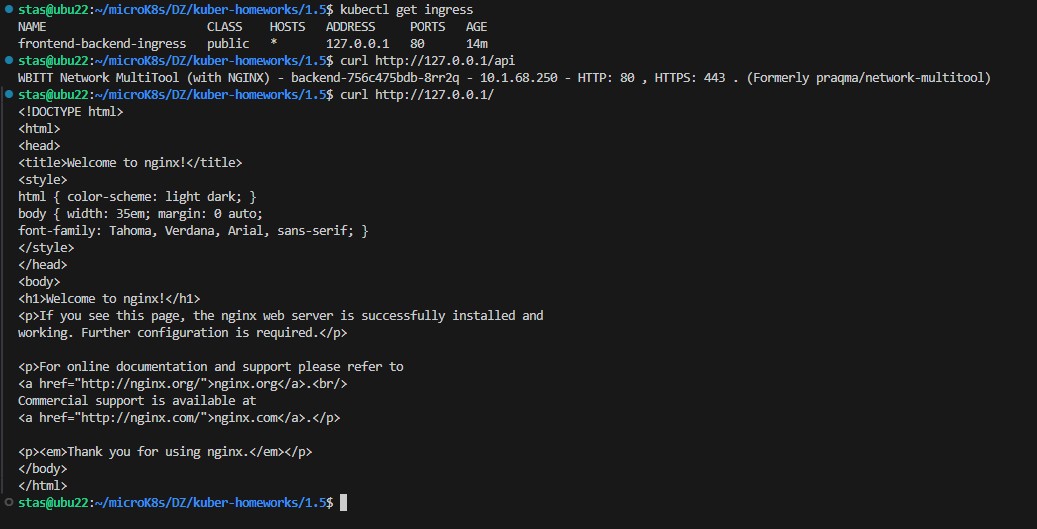 stas@ubu22:~/microK8s/DZ/kuber-homeworks/1.5$ kubectl get ingress
NAME CLASS HOSTS ADDRESS PORTS AGE
frontend-backend-ingress public * 127.0.0.1 80 14m
stas@ubu22:~/microK8s/DZ/kuber-homeworks/1.5$ curl http://127.0.0.1/api
WBITT Network MultiTool (with NGINX) - backend-756c475bdb-8rr2q - 10.1.68.250 - HTTP: 80 , HTTPS: 443 . (Formerly praqma/network-multitool)
stas@ubu22:~/microK8s/DZ/kuber-homeworks/1.5$ curl http://127.0.0.1/
<!DOCTYPE html>
<html>
<head>
<title>Welcome to nginx!</title>
<style>
html { color-scheme: light dark; }
body { width: 35em; margin: 0 auto;
font-family: Tahoma, Verdana, Arial, sans-serif; }
</style>
</head>
<body>
<h1>Welcome to nginx!</h1>
<p>If you see this page, the nginx web server is successfully installed and
working. Further configuration is required.</p>

<p>For online documentation and support please refer to
<a href="http://nginx.org/">nginx.org</a>.<br/>
Commercial support is available at
<a href="http://nginx.com/">nginx.com</a>.</p>

<p><em>Thank you for using nginx.</em></p>
</body>
</html>
stas@ubu22:~/microK8s/DZ/kuber-homeworks/1.5$